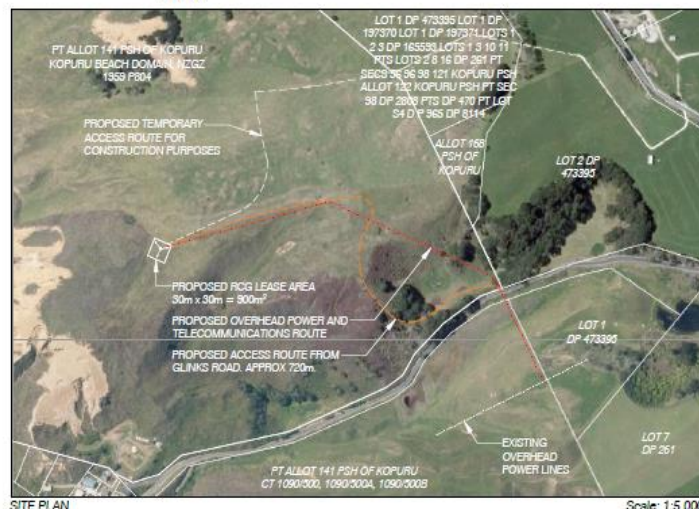 LOT 1 DP 473395 LOT 1 DP
197370 LOT 1 DP 197371 LOTS 1
2 3 DP 165593 LOTS 1 3 10 11
PTS LOTS 2 8 16 DP 261 PT
SECS 95 96 98 121 KOPURU PSH
ALLOT 122 KOPURU PSH PT SEC
98 DP 2808 PTS DP 470 PT LOT
S4 D P 965 DP 8114
PT ALLOT 141 PSH OF KOPURU
KOPURU BEACH DOMAIN, NZGZ
1959 P804
PROPOSED TEMPORARY
ACCESS ROUTE FOR
CONSTRUCTION PURPOSES
ALLOT 168
PSH OF
KOPURU
LOT 2 DP
473395
PROPOSED RCG LEASE AREA
30m x 30m = 900m²
PROPOSED OVERHEAD POWER AND
TELECOMMUNICATIONS ROUTE
PROPOSED ACCESS ROUTE FROM
GLINKS ROAD. APPROX 720m.
LOT 1
DP 473395
EXISTING
OVERHEAD
POWER LINES
LOT 7
DP 261
PT ALLOT 141 PSH OF KOPURU
CT 1090/500, 1090/500A, 1090/500B
SITE PLAN
Scale: 1:5,000